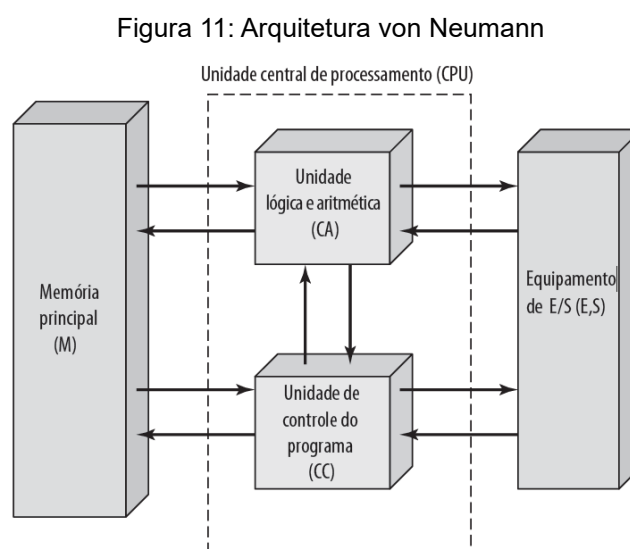 Figura 11: Arquitetura von Neumann
Unidade central de processamento (CPU)
Memória
principal
(M)
Unidade
lógica e aritmética
(CA)
Unidade de
controle do
programa
(CC)
Equipamento
de E/S (E,S)